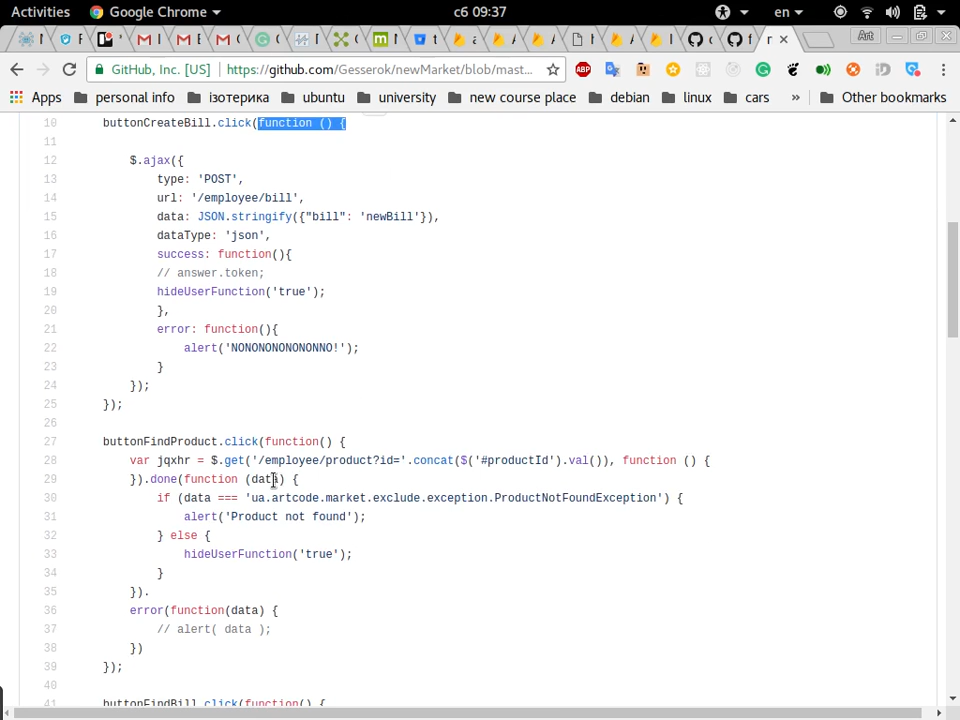 Activities
Google Chrome
сб 09:37
en
Art
GitHub, Inc. [US]
https://github.com/Gesserok/newMarket/blob/mast...
ABP
Apps
personal info
ізотерика
ubuntu
university
new course place
debian
linux
cars
»
Other bookmarks
10 buttonCreateBill.click(function () {
11
12 $.ajax({
13 type: 'POST',
14 url: '/employee/bill',
15 data: JSON.stringify({"bill": 'newBill'}),
16 dataType: 'json',
17 success: function(){
18 // answer.token;
19 hideUserFunction('true');
20 },
21 error: function(){
22 alert('NONONONONONONNO!');
23 }
24 });
25 });
26
27 buttonFindProduct.click(function() {
28 var jqxhr = $.get('/employee/product?id='.concat($('#productId').val()), function () {
29 }).done(function (data) {
30 if (data === 'ua.artcode.market.exclude.exception.ProductNotFoundException') {
31 alert('Product not found');
32 } else {
33 hideUserFunction('true');
34 }
35 }).
36 error(function(data) {
37 // alert( data );
38 })
39 });
40
41 buttonFindBill.click(function() {